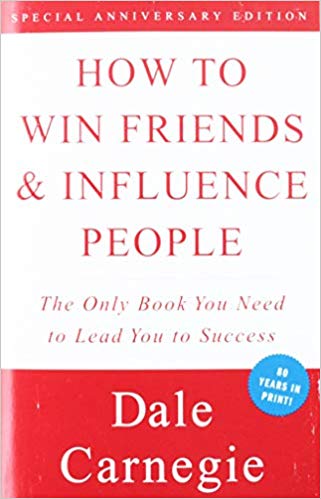 SPECIAL ANNIVERSARY EDITION
HOW TO
WIN FRIENDS
& INFLUENCE
PEOPLE
The Only Book You Need
to Lead You to Success
80
YEARS IN
PRINT!
Dale
Carnegie